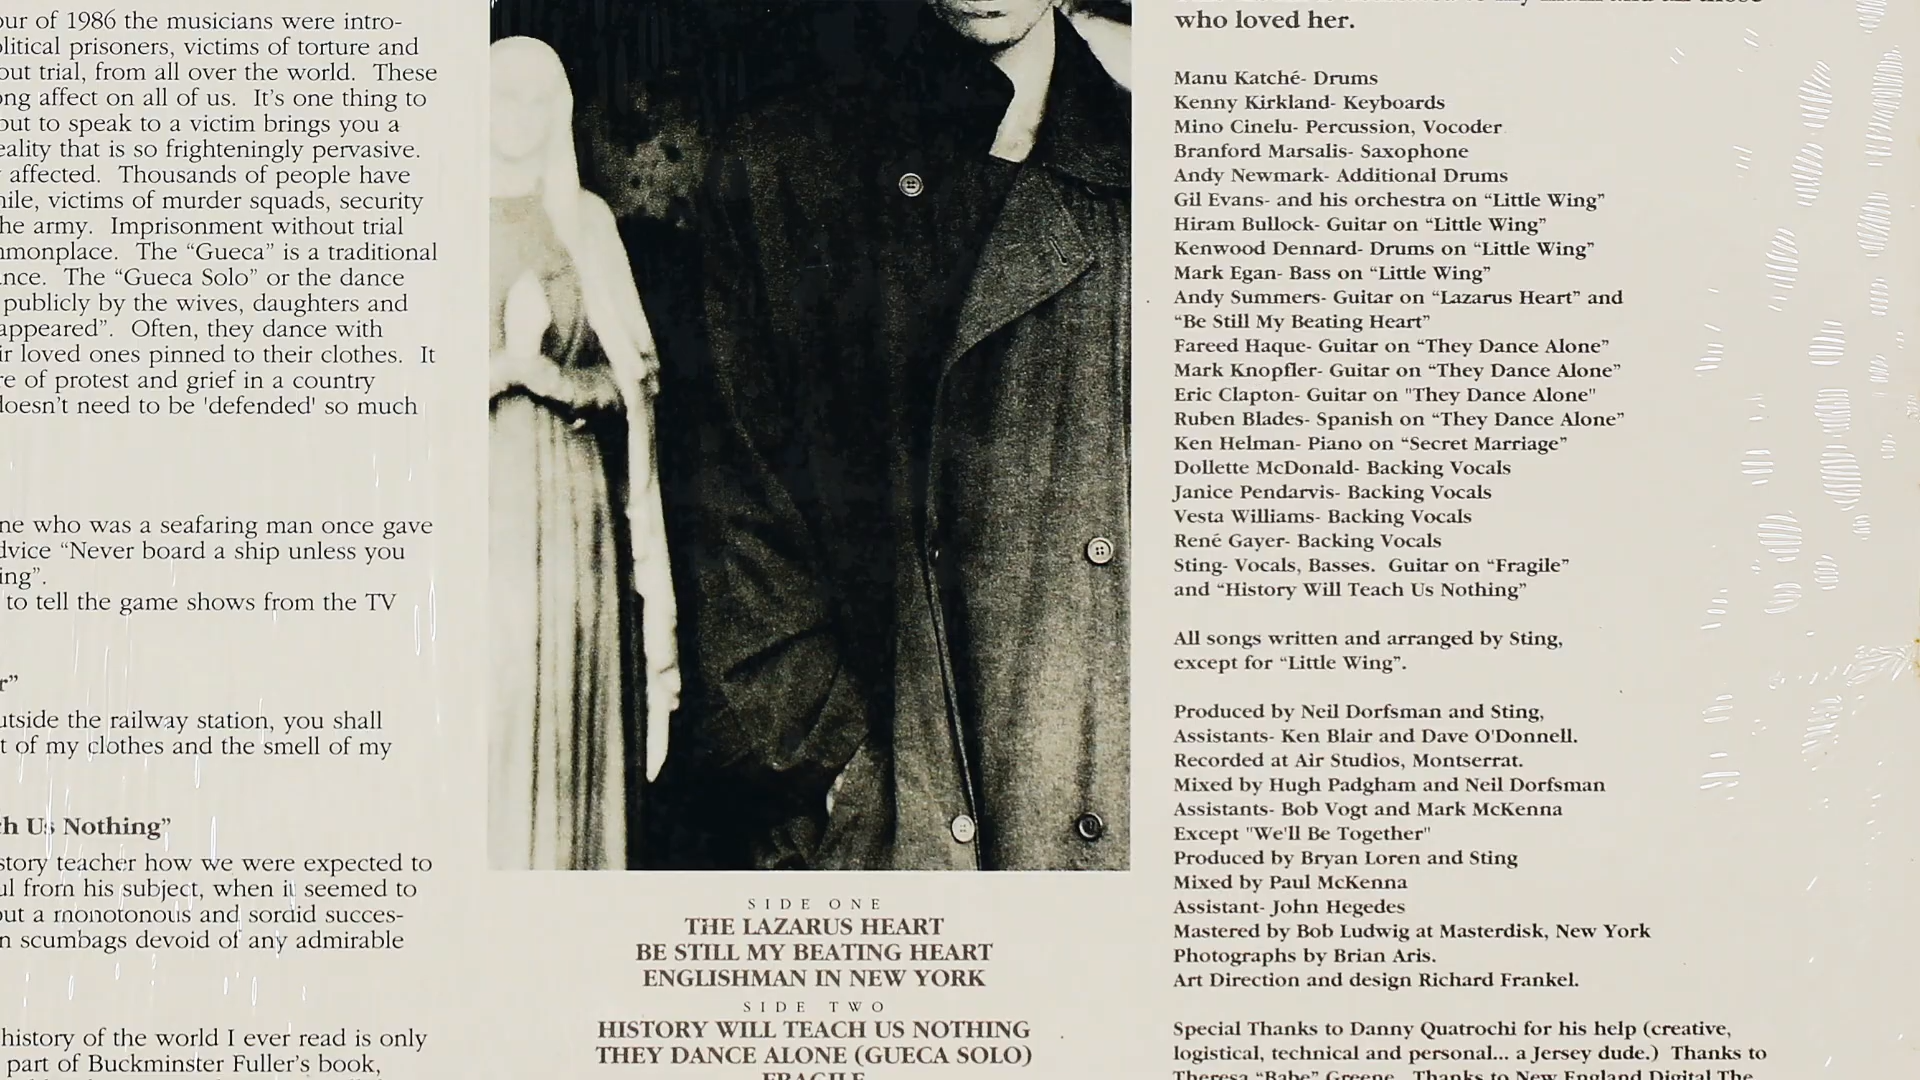 our of 1986 the musicians were intro-
olitical prisoners, victims of torture and
out trial, from all over the world. These
ong affect on all of us. It's one thing to
out to speak to a victim brings you a
eality that is so frighteningly pervasive.
affected. Thousands of people have
hile, victims of murder squads, security
he army. Imprisonment without trial
mmonplace. The “Gueca” is a traditional
ance. The “Gueca Solo” or the dance
publicly by the wives, daughters and
appeared”. Often, they dance with
ir loved ones pinned to their clothes. It
re of protest and grief in a country
doesn't need to be 'defended' so much
ne who was a seafaring man once gave
dvice “Never board a ship unless you
ing”.
to tell the game shows from the TV
r”
utside the railway station, you shall
t of my clothes and the smell of my
ch Us Nothing”
story teacher how we were expected to
ul from his subject, when it seemed to
out a monotonous and sordid succes-
n scumbags devoid of any admirable
history of the world I ever read is only
part of Buckminster Fuller's book,
SIDE ONE
THE LAZARUS HEART
BE STILL MY BEATING HEART
ENGLISHMAN IN NEW YORK
SIDE TWO
HISTORY WILL TEACH US NOTHING
THEY DANCE ALONE (GUECA SOLO)
FRAGILE
who loved her.
Manu Katché- Drums
Kenny Kirkland- Keyboards
Mino Cinelu- Percussion, Vocoder
Branford Marsalis- Saxophone
Andy Newmark- Additional Drums
Gil Evans- and his orchestra on “Little Wing”
Hiram Bullock- Guitar on “Little Wing”
Kenwood Dennard- Drums on “Little Wing”
Mark Egan- Bass on “Little Wing”
Andy Summers- Guitar on “Lazarus Heart” and
“Be Still My Beating Heart”
Fareed Haque- Guitar on “They Dance Alone”
Mark Knopfler- Guitar on “They Dance Alone”
Eric Clapton- Guitar on "They Dance Alone"
Ruben Blades- Spanish on “They Dance Alone”
Ken Helman- Piano on “Secret Marriage”
Dollette McDonald- Backing Vocals
Janice Pendarvis- Backing Vocals
Vesta Williams- Backing Vocals
René Gayer- Backing Vocals
Sting- Vocals, Basses. Guitar on “Fragile”
and “History Will Teach Us Nothing”
All songs written and arranged by Sting,
except for “Little Wing”.
Produced by Neil Dorfsman and Sting,
Assistants- Ken Blair and Dave O'Donnell.
Recorded at Air Studios, Montserrat.
Mixed by Hugh Padgham and Neil Dorfsman
Assistants- Bob Vogt and Mark McKenna
Except "We'll Be Together"
Produced by Bryan Loren and Sting
Mixed by Paul McKenna
Assistant- John Hegedes
Mastered by Bob Ludwig at Masterdisk, New York
Photographs by Brian Aris.
Art Direction and design Richard Frankel.
Special Thanks to Danny Quatrochi for his help (creative,
logistical, technical and personal... a Jersey dude.) Thanks to
Theresa “Babe” Greene. Thanks to New England Digital The